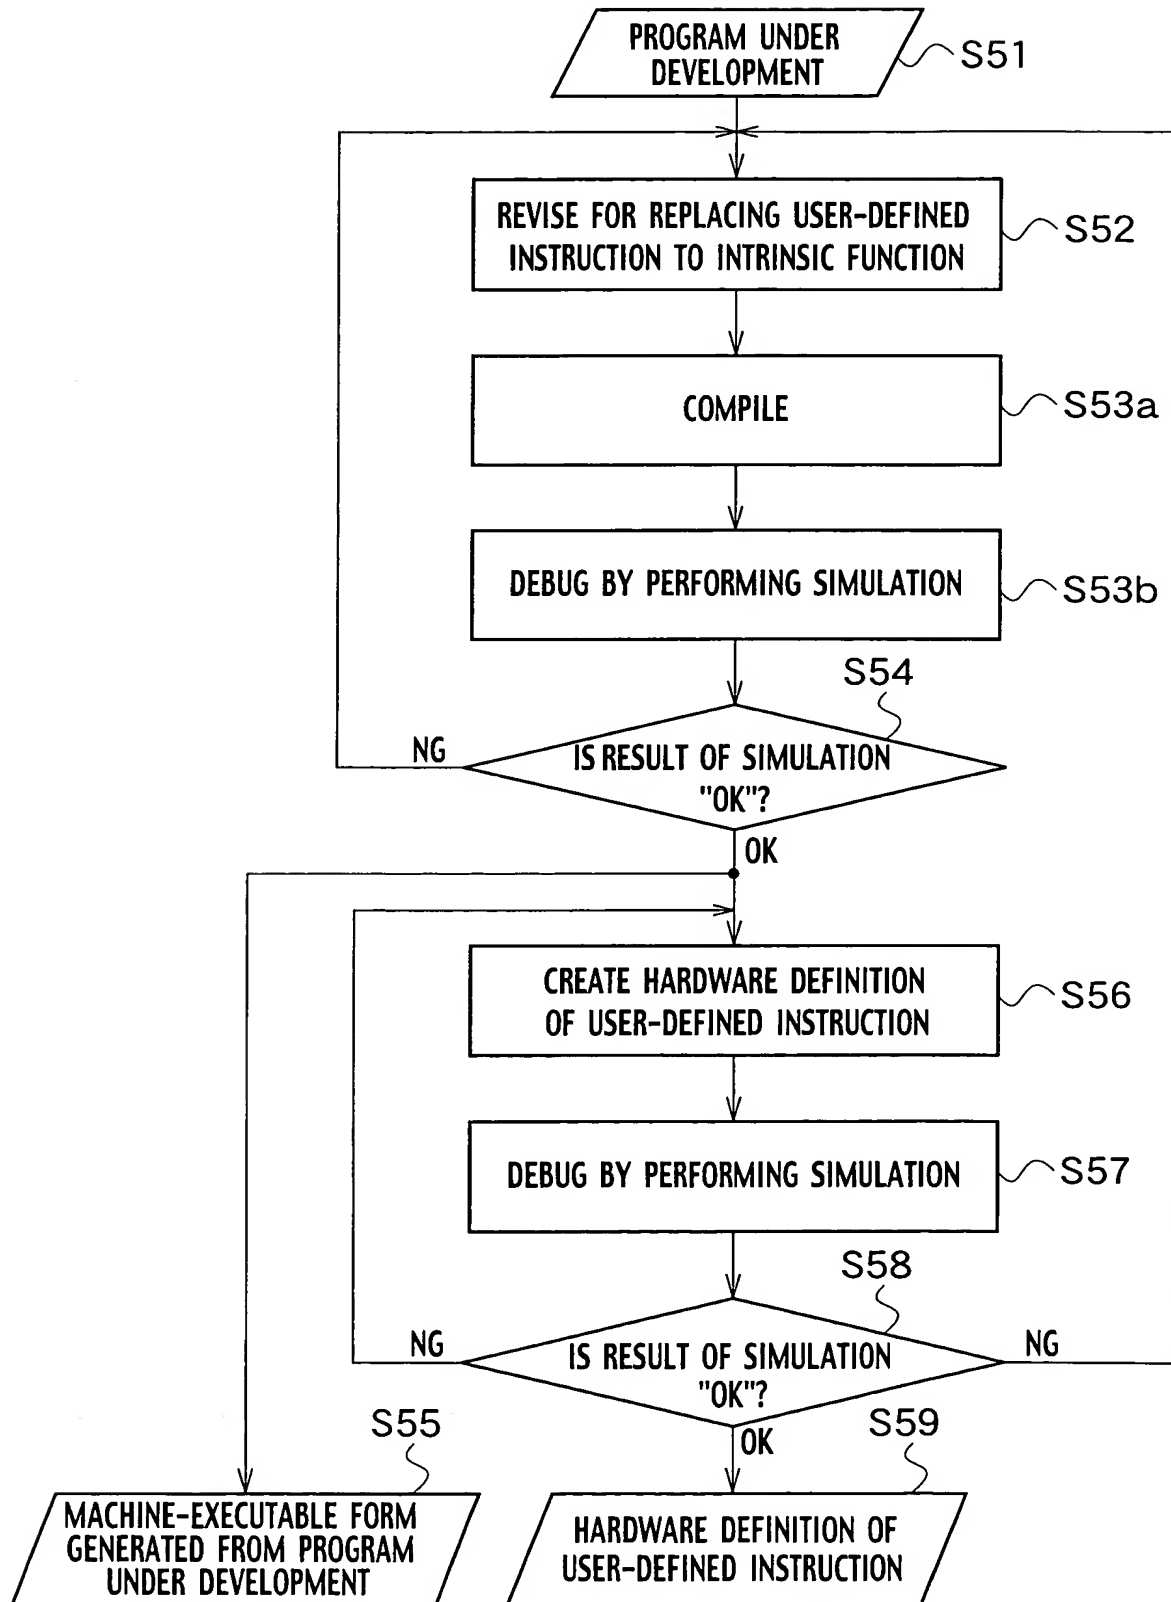 PROGRAM UNDER
DEVELOPMENT
S51
REVISE FOR REPLACING USER-DEFINED
INSTRUCTION TO INTRINSIC FUNCTION
S52
COMPILE
S53a
DEBUG BY PERFORMING SIMULATION
S53b
S54
NG
IS RESULT OF SIMULATION
"OK"?
OK
CREATE HARDWARE DEFINITION
OF USER-DEFINED INSTRUCTION
S56
DEBUG BY PERFORMING SIMULATION
S57
S58
NG
IS RESULT OF SIMULATION
"OK"?
NG
OK
S55
S59
MACHINE-EXECUTABLE FORM
GENERATED FROM PROGRAM
UNDER DEVELOPMENT
HARDWARE DEFINITION OF
USER-DEFINED INSTRUCTION